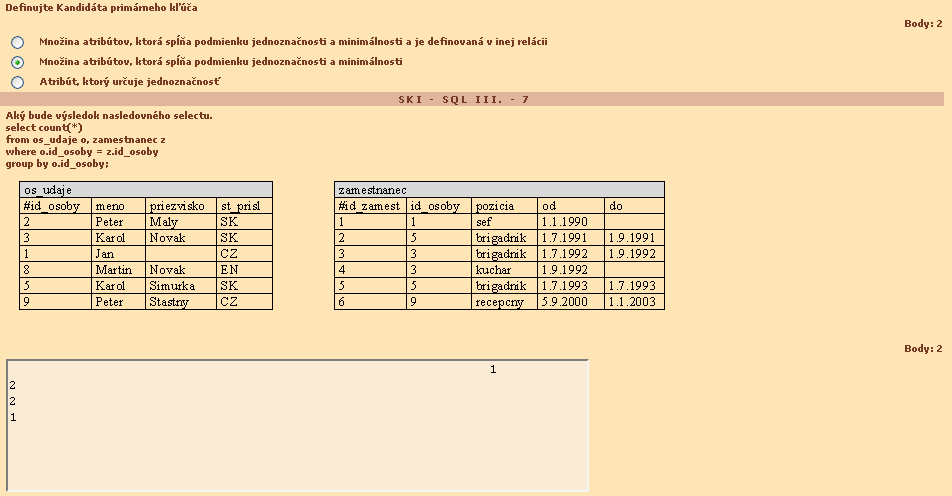 Definujte Kandidáta primárneho kľúča
Body: 2
Množina atribútov, ktorá spĺňa podmienku jednoznačnosti a minimálnosti a je definovaná v inej relácii
Množina atribútov, ktorá spĺňa podmienku jednoznačnosti a minimálnosti
Atribút, ktorý určuje jednoznačnosť
SKI - SQL III. - 7
Aký bude výsledok nasledovného selectu.
select count(*)
from os_udaje o, zamestnanec z
where o.id_osoby = z.id_osoby
group by o.id_osoby;
os_udaje
#id_osoby meno priezvisko st_prisl
2 Peter Maly SK
3 Karol Novak SK
1 Jan CZ
8 Martin Novak EN
5 Karol Simurka SK
9 Peter Stastny CZ
zamestnanec
#id_zamest id_osoby pozicia od do
1 1 sef 1.1.1990
2 5 brigadnik 1.7.1991 1.9.1991
3 3 brigadnik 1.7.1992 1.9.1992
4 3 kuchar 1.9.1992
5 5 brigadnik 1.7.1993 1.7.1993
6 9 recepcny 5.9.2000 1.1.2003
Body: 2
1
2
2
1